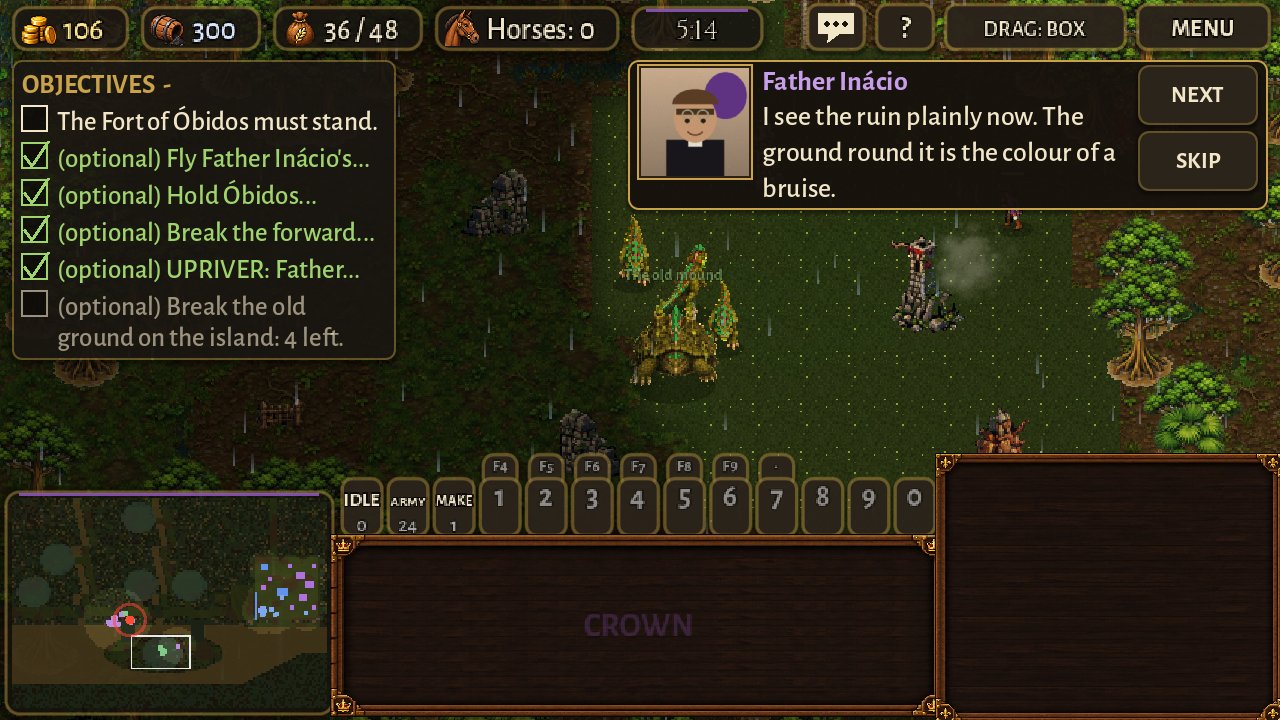 106
300
36 / 48
Horses: 0
5:14
?
DRAG: BOX
MENU
OBJECTIVES -
The Fort of Óbidos must stand.
(optional) Fly Father Inácio's...
(optional) Hold Óbidos...
(optional) Break the forward...
(optional) UPRIVER: Father...
(optional) Break the old
ground on the island: 4 left.
Father Inácio
I see the ruin plainly now. The
ground round it is the colour of a
bruise.
NEXT
SKIP
The old mound
F4 F5 F6 F7 F8 F9
IDLE 0
ARMY 24
MAKE 1
1 2 3 4 5 6 7 8 9 0
CROWN